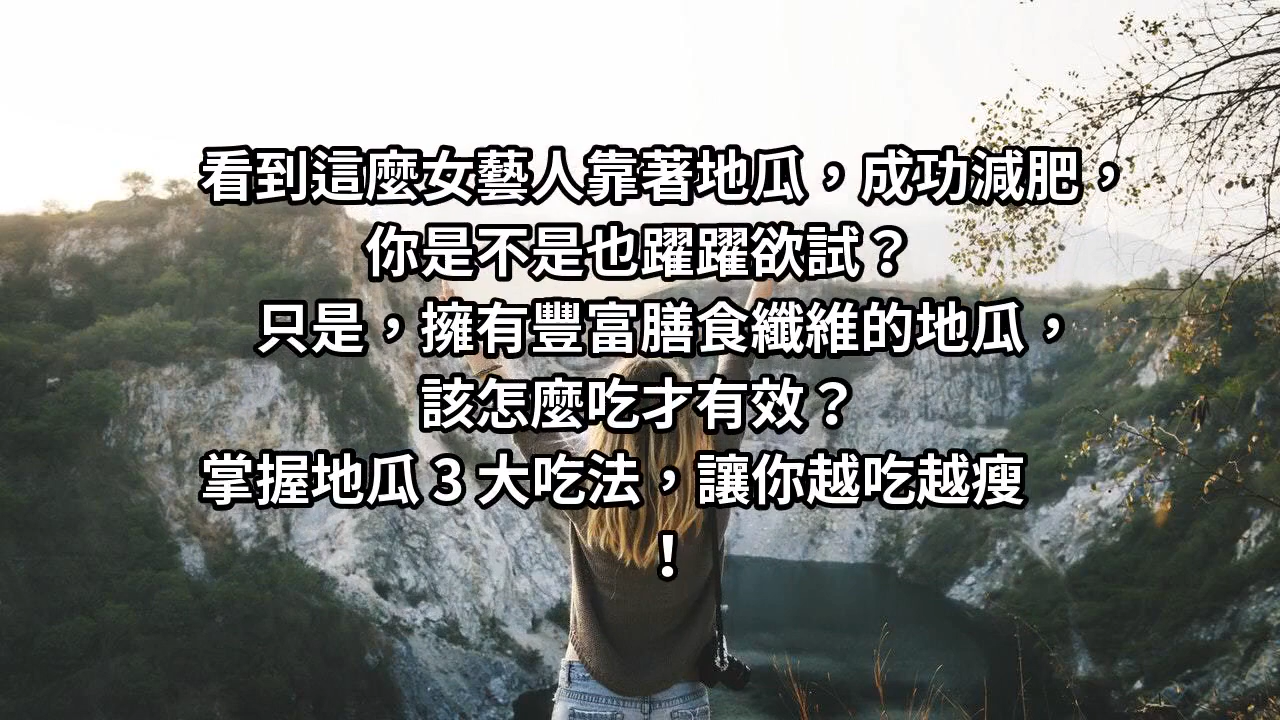 看到這麼女藝人靠著地瓜，成功減肥，
你是不是也躍躍欲試？
只是，擁有豐富膳食纖維的地瓜，
該怎麼吃才有效？
掌握地瓜3大吃法，讓你越吃越瘦
！